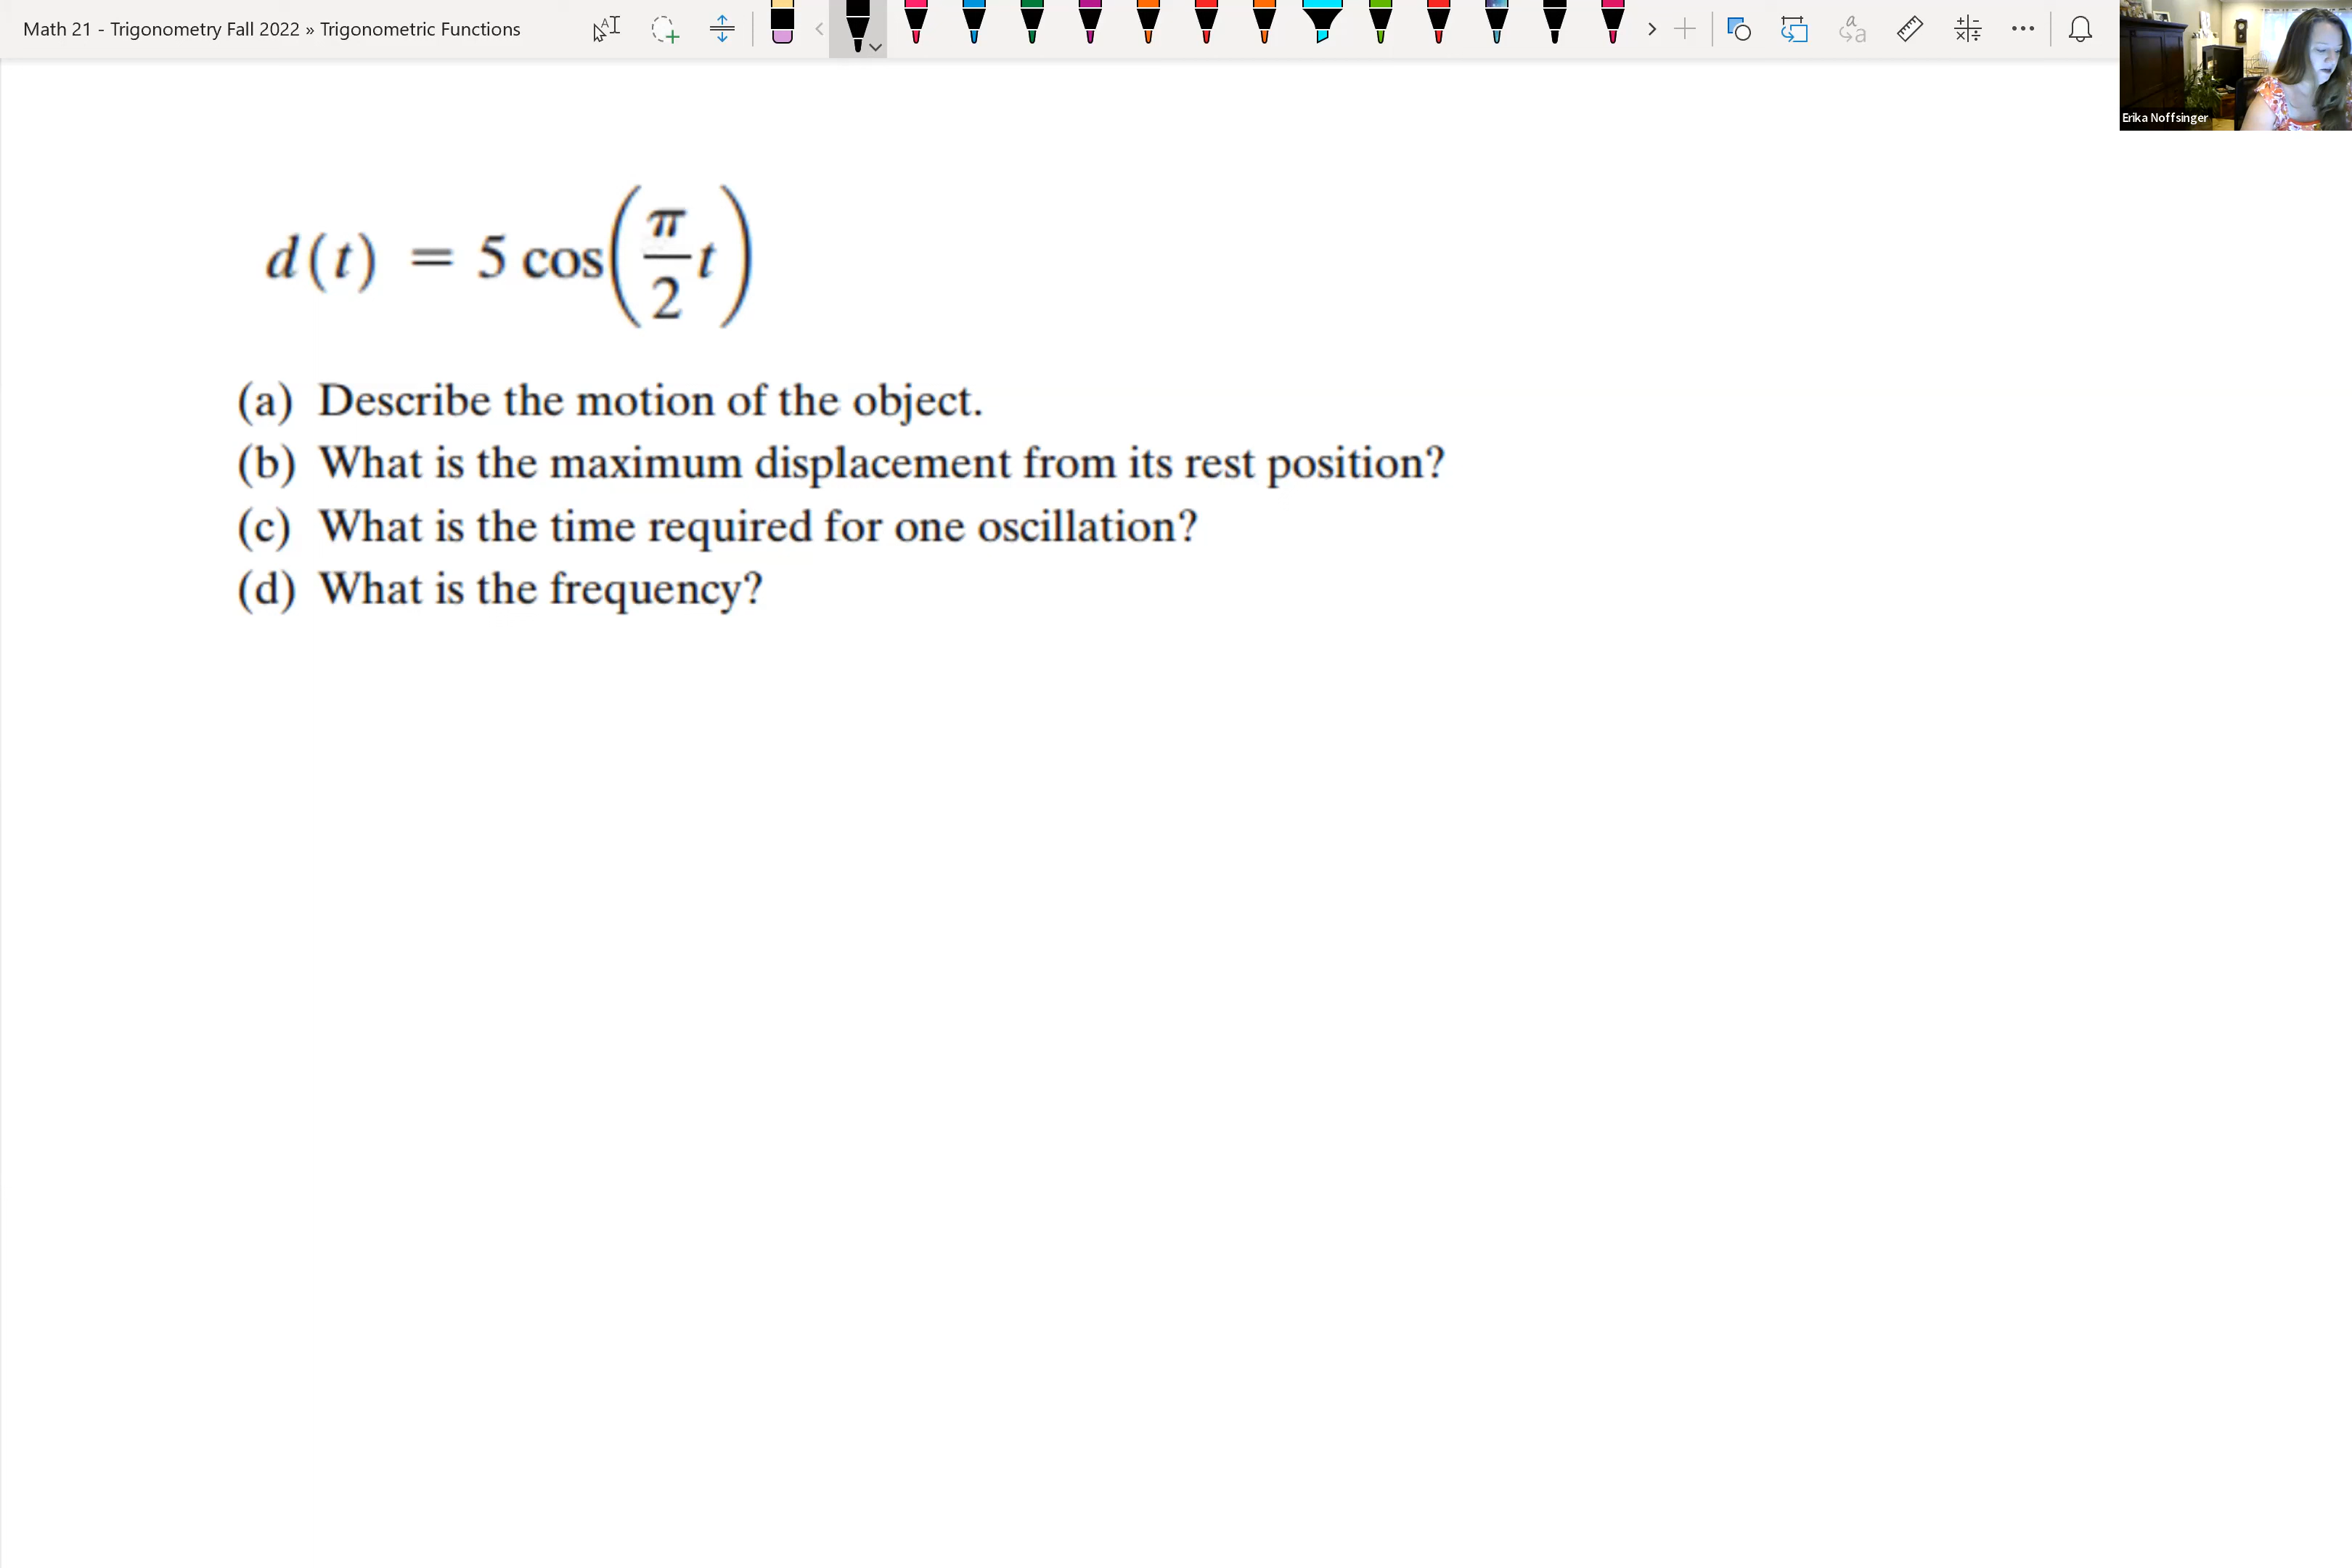 Math 21 - Trigonometry Fall 2022 » Trigonometric Functions
Erika Noffsinger
d(t) = 5 cos(π/2 t)
(a) Describe the motion of the object.
(b) What is the maximum displacement from its rest position?
(c) What is the time required for one oscillation?
(d) What is the frequency?